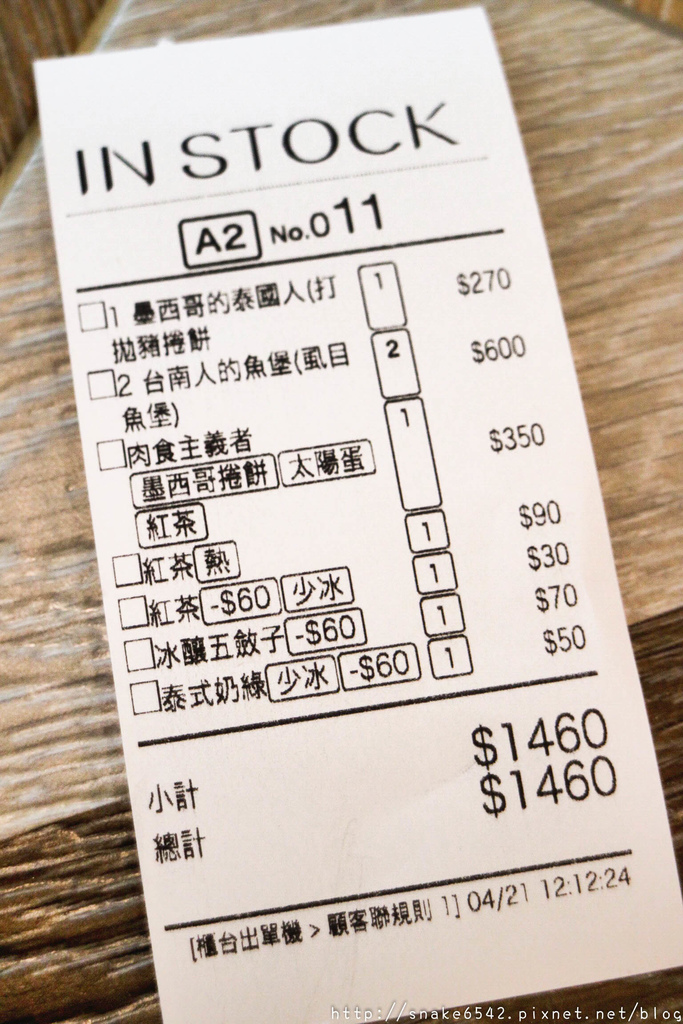 IN STOCK
A2 No.011
1 墨西哥的泰國人(打 1 $270
拋豬捲餅
2 台南人的魚堡(虱目 2 $600
魚堡)
肉食主義者 1 $350
墨西哥捲餅 太陽蛋
紅茶
紅茶 熱 1 $90
紅茶 -$60 少冰 1 $30
冰釀五斂子 -$60 1 $70
泰式奶綠 少冰 -$60 1 $50
小計 $1460
總計 $1460
[櫃台出單機 > 顧客聯規則 1] 04/21 12:12:24
http://snake6542.pixnet.net/blog